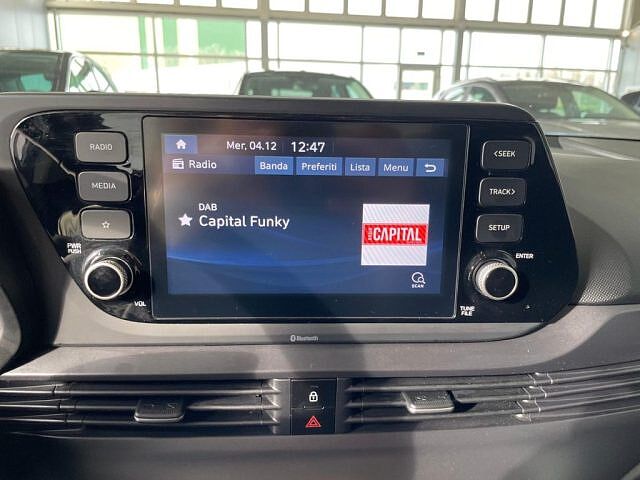 Mer. 04.12 12:47
Radio Banda Preferiti Lista Menu
DAB
Capital Funky
CAPITAL
SCAN
RADIO
MEDIA
PWR
PUSH
VOL
<SEEK
TRACK>
SETUP
ENTER
TUNE
FILE
Bluetooth